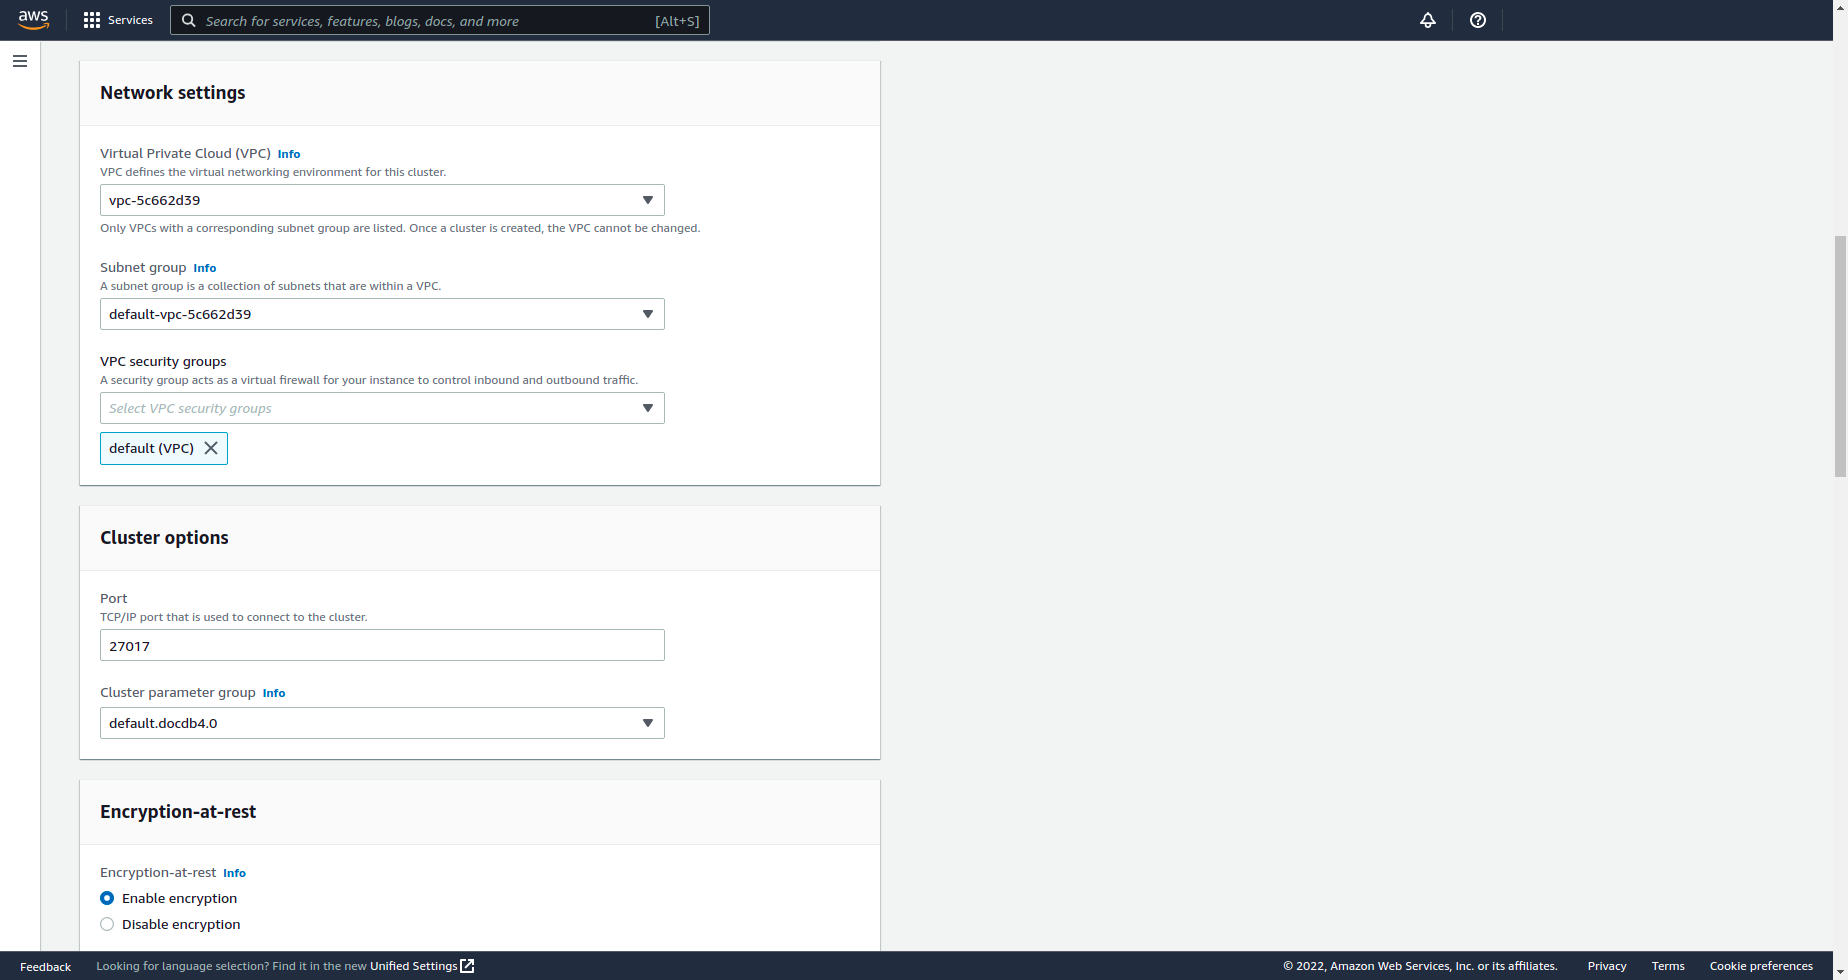 aws
Services
Search for services, features, blogs, docs, and more [Alt+S]
Network settings
Virtual Private Cloud (VPC) Info
VPC defines the virtual networking environment for this cluster.
vpc-5c662d39
Only VPCs with a corresponding subnet group are listed. Once a cluster is created, the VPC cannot be changed.
Subnet group Info
A subnet group is a collection of subnets that are within a VPC.
default-vpc-5c662d39
VPC security groups
A security group acts as a virtual firewall for your instance to control inbound and outbound traffic.
Select VPC security groups
default (VPC)
Cluster options
Port
TCP/IP port that is used to connect to the cluster.
27017
Cluster parameter group Info
default.docdb4.0
Encryption-at-rest
Encryption-at-rest Info
Enable encryption
Disable encryption
Feedback Looking for language selection? Find it in the new Unified Settings © 2022, Amazon Web Services, Inc. or its affiliates. Privacy Terms Cookie preferences